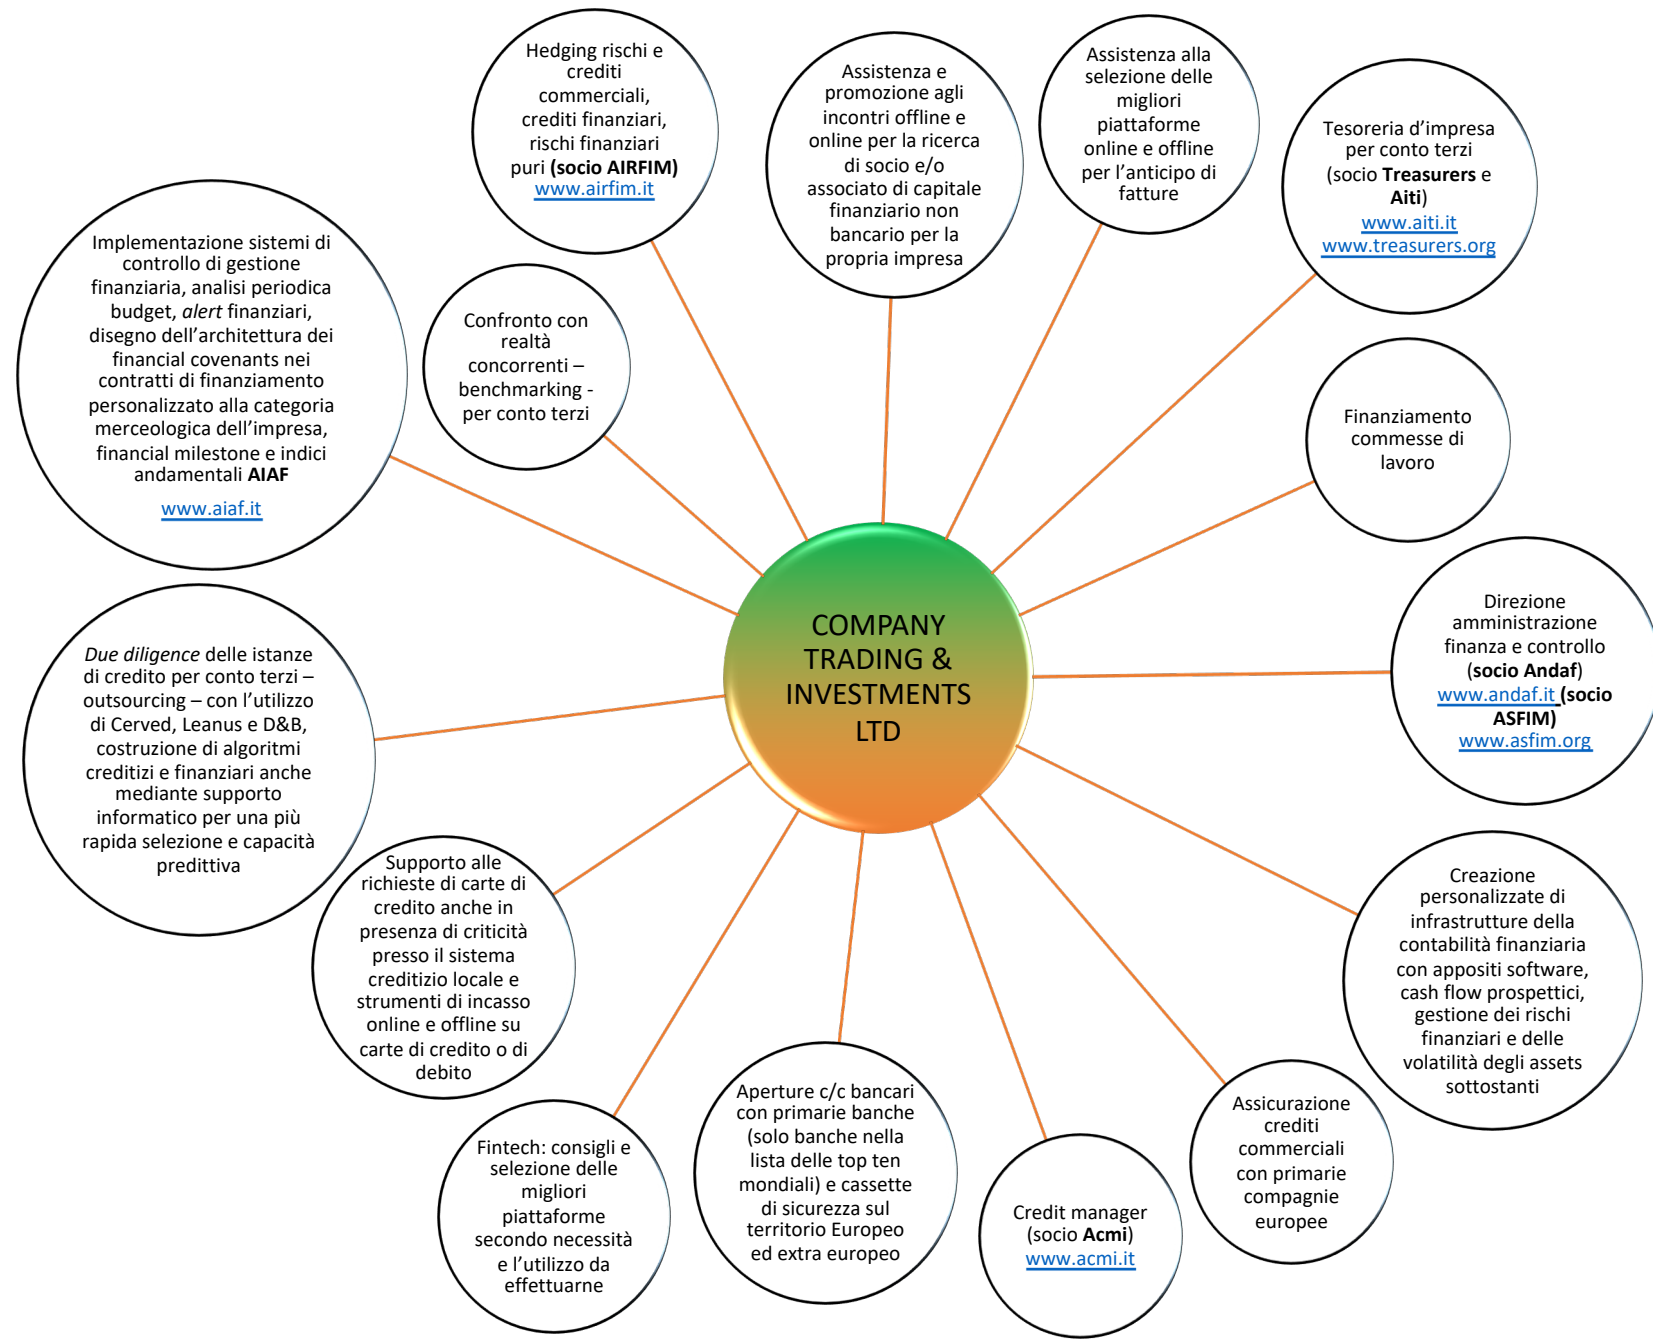 Hedging rischi e
crediti
commerciali,
crediti finanziari,
rischi finanziari
puri (socio AIRFIM)
www.airfim.it
Assistenza e
promozione agli
incontri offline e
online per la ricerca
di socio e/o
associato di capitale
finanziario non
bancario per la
propria impresa
Assistenza alla
selezione delle
migliori
piattaforme
online e offline
per l’anticipo di
fatture
Tesoreria d’impresa
per conto terzi
(socio Treasurers e
Aiti)
www.aiti.it
www.treasurers.org
Implementazione sistemi di
controllo di gestione
finanziaria, analisi periodica
budget, alert finanziari,
disegno dell’architettura dei
financial covenants nei
contratti di finanziamento
personalizzato alla categoria
merceologica dell’impresa,
financial milestone e indici
andamentali AIAF
www.aiaf.it
Confronto con
realtà
concorrenti –
benchmarking -
per conto terzi
Finanziamento
commesse di
lavoro
COMPANY
TRADING &
INVESTMENTS
LTD
Direzione
amministrazione
finanza e controllo
(socio Andaf)
www.andaf.it (socio
ASFIM)
www.asfim.org
Due diligence delle istanze
di credito per conto terzi –
outsourcing – con l’utilizzo
di Cerved, Leanus e D&B,
costruzione di algoritmi
creditizi e finanziari anche
mediante supporto
informatico per una più
rapida selezione e capacità
predittiva
Supporto alle
richieste di carte di
credito anche in
presenza di criticità
presso il sistema
creditizio locale e
strumenti di incasso
online e offline su
carte di credito o di
debito
Creazione
personalizzate di
infrastrutture della
contabilità finanziaria
con appositi software,
cash flow prospettici,
gestione dei rischi
finanziari e delle
volatilità degli assets
sottostanti
Fintech: consigli e
selezione delle
migliori
piattaforme
secondo necessità
e l’utilizzo da
effettuarne
Aperture c/c bancari
con primarie banche
(solo banche nella
lista delle top ten
mondiali) e cassette
di sicurezza sul
territorio Europeo
ed extra europeo
Credit manager
(socio Acmi)
www.acmi.it
Assicurazione
crediti
commerciali
con primarie
compagnie
europee